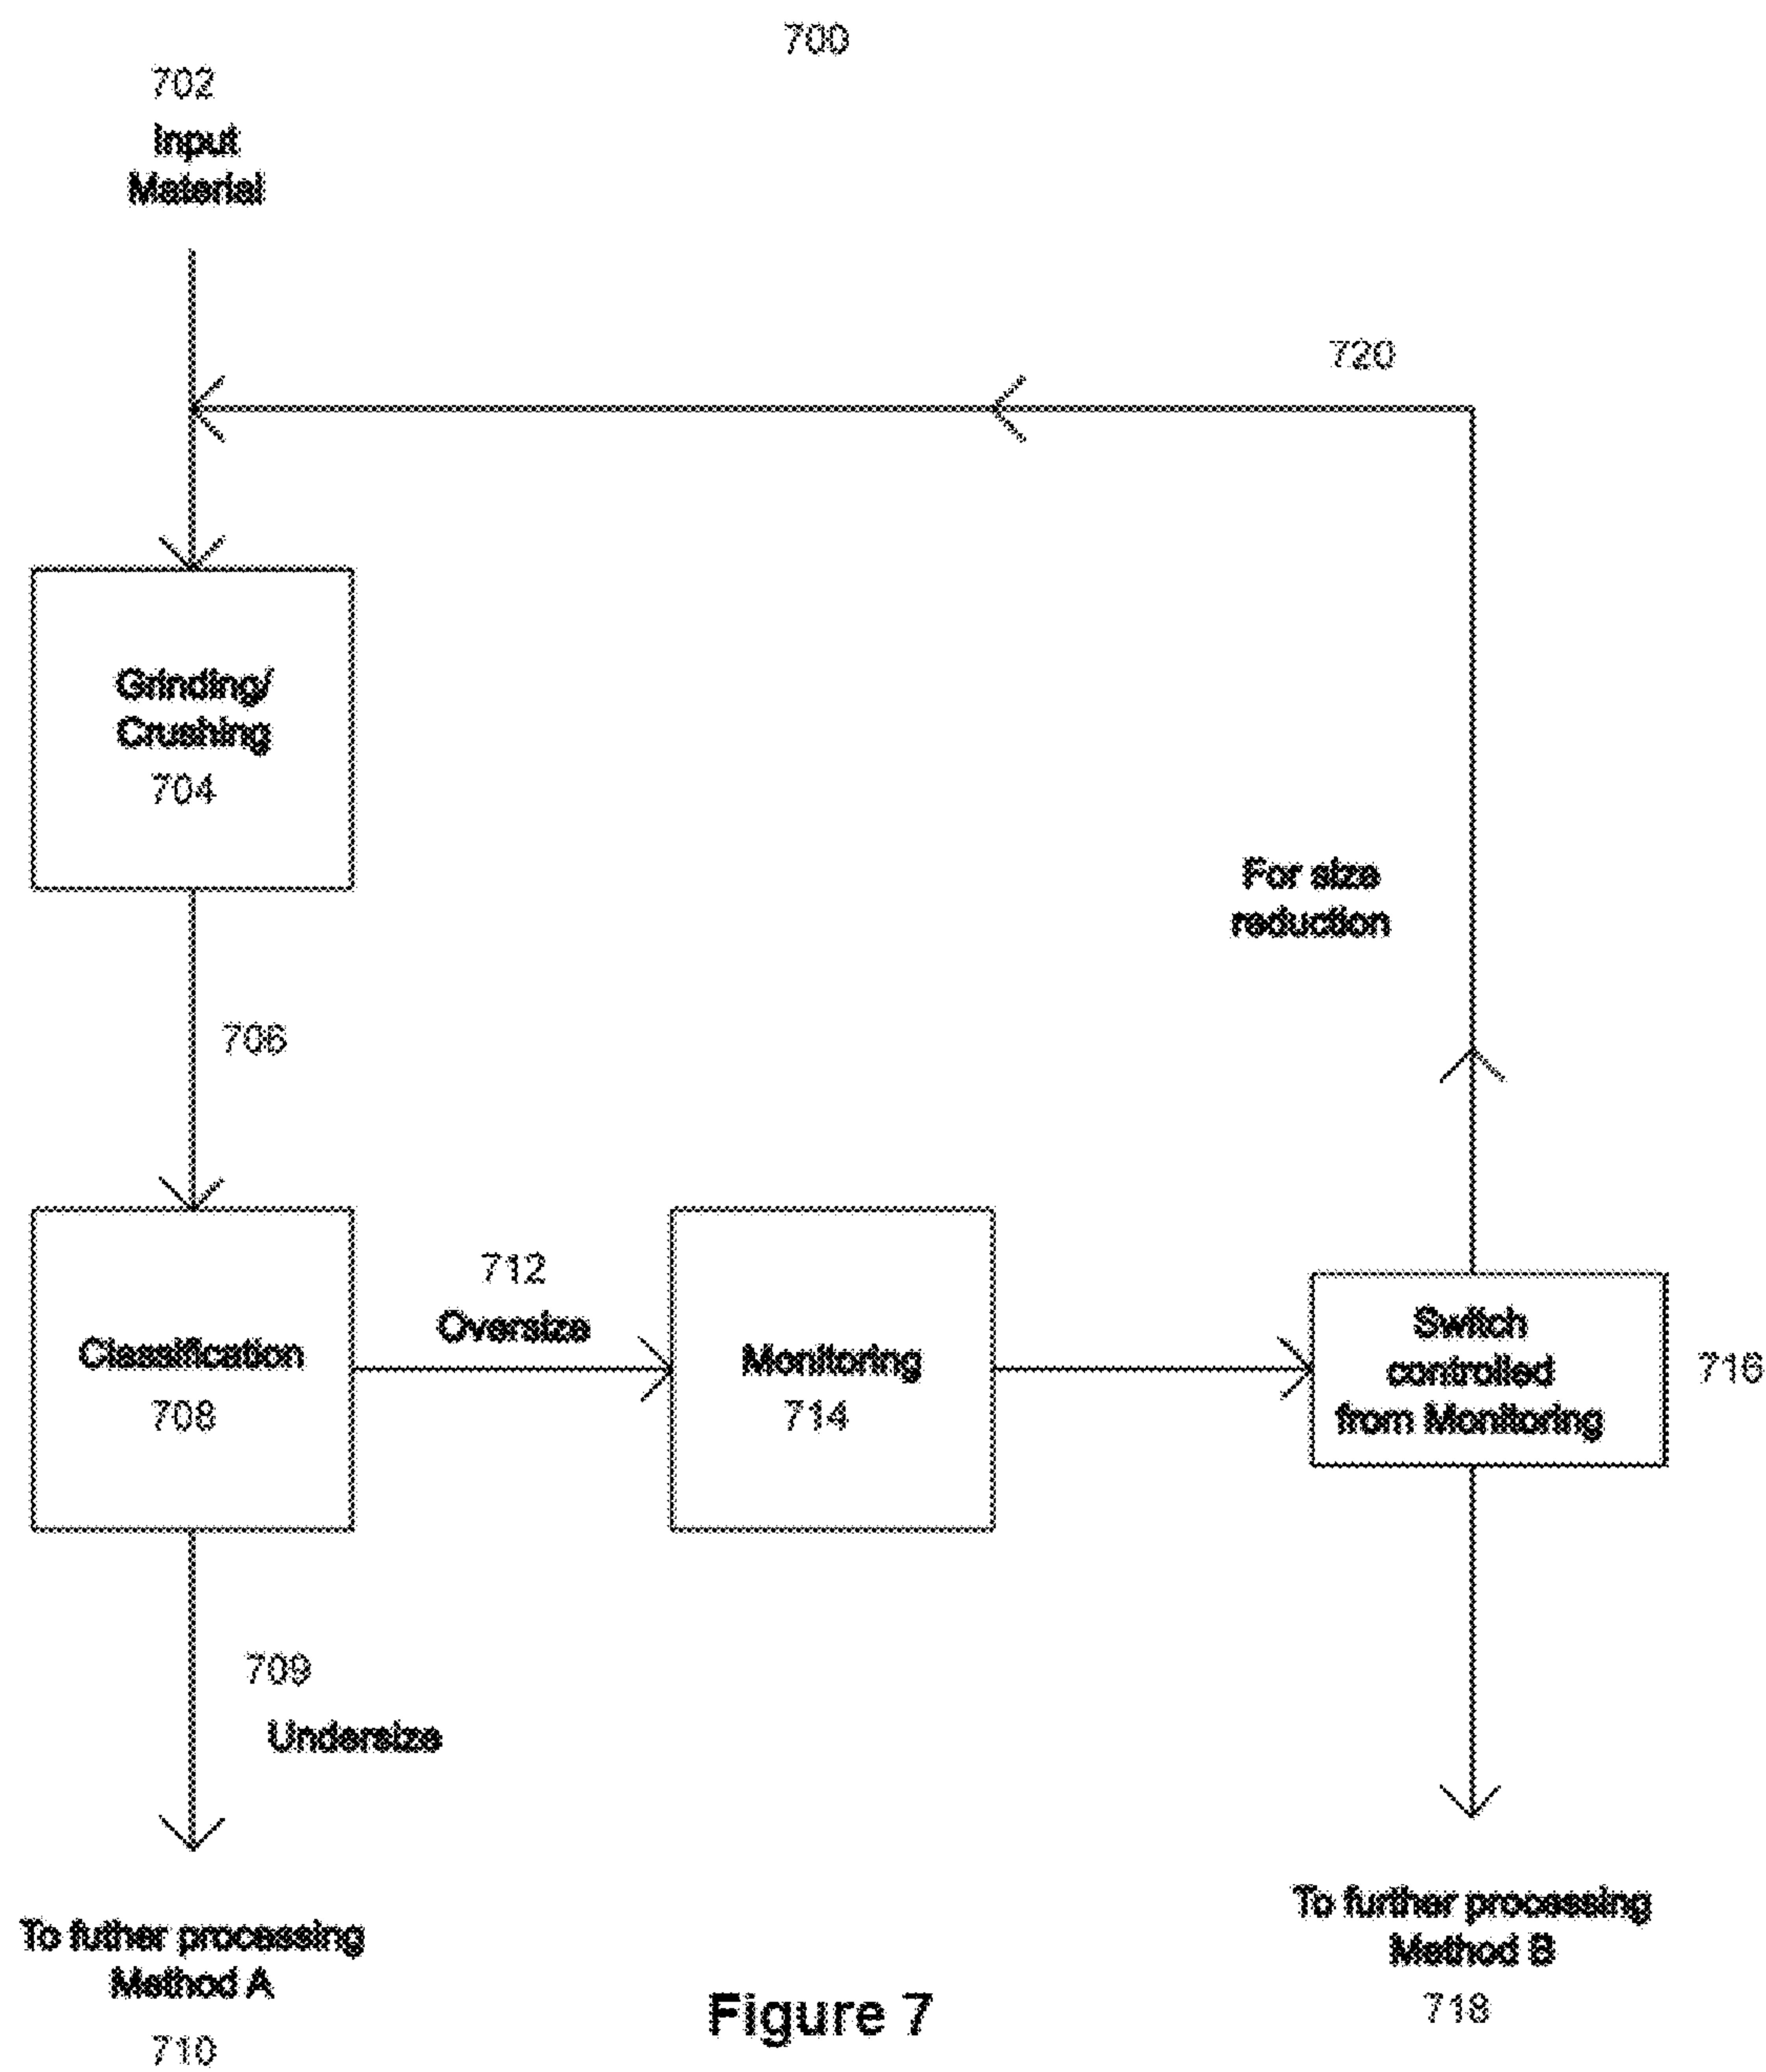 700
702
Input
Material
720
Grinding/
Crushing
704
For size
reduction
706
712
Oversize
Classification
708
Monitoring
714
Switch
controlled
from Monitoring
716
709
Undersize
To futher processing
Method A
710
To further processing
Method B
718
Figure 7